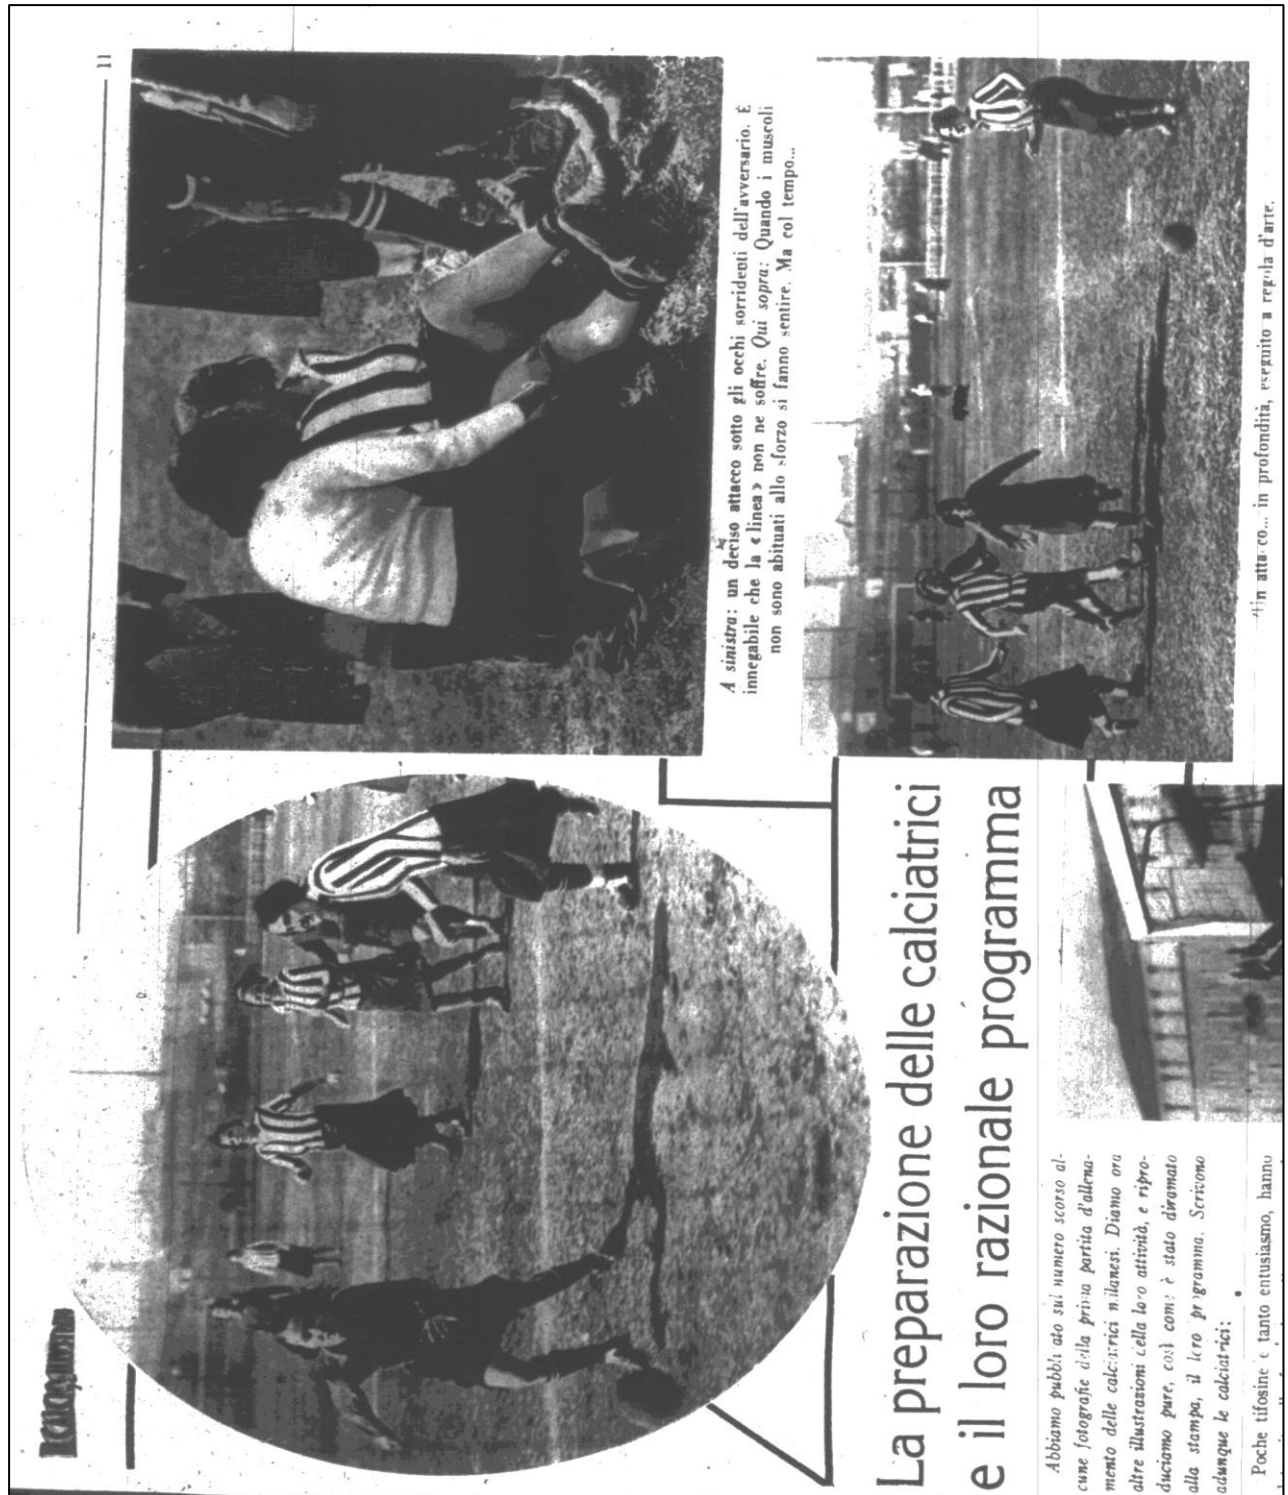 11
A sinistra: un deciso attacco sotto gli occhi sorridenti dell'avversario. È
innegabile che la « linea » non ne soffre. Qui sopra: Quando i muscoli
non sono abituati allo sforzo si fanno sentire. Ma col tempo...
in attacco... in profondità, eseguito a regola d'arte.
La preparazione delle calciatrici
e il loro razionale programma
Abbiamo pubblicato sul numero scorso al-
cune fotografie della prima partita d'allena-
mento delle calciatrici milanesi. Diamo ora
altre illustrazioni della loro attività, e ripro-
duciamo pure, così come è stato diramato
alla stampa, il loro programma. Scrivono
adunque le calciatrici:
Poche tifosine e tanto entusiasmo, hanno